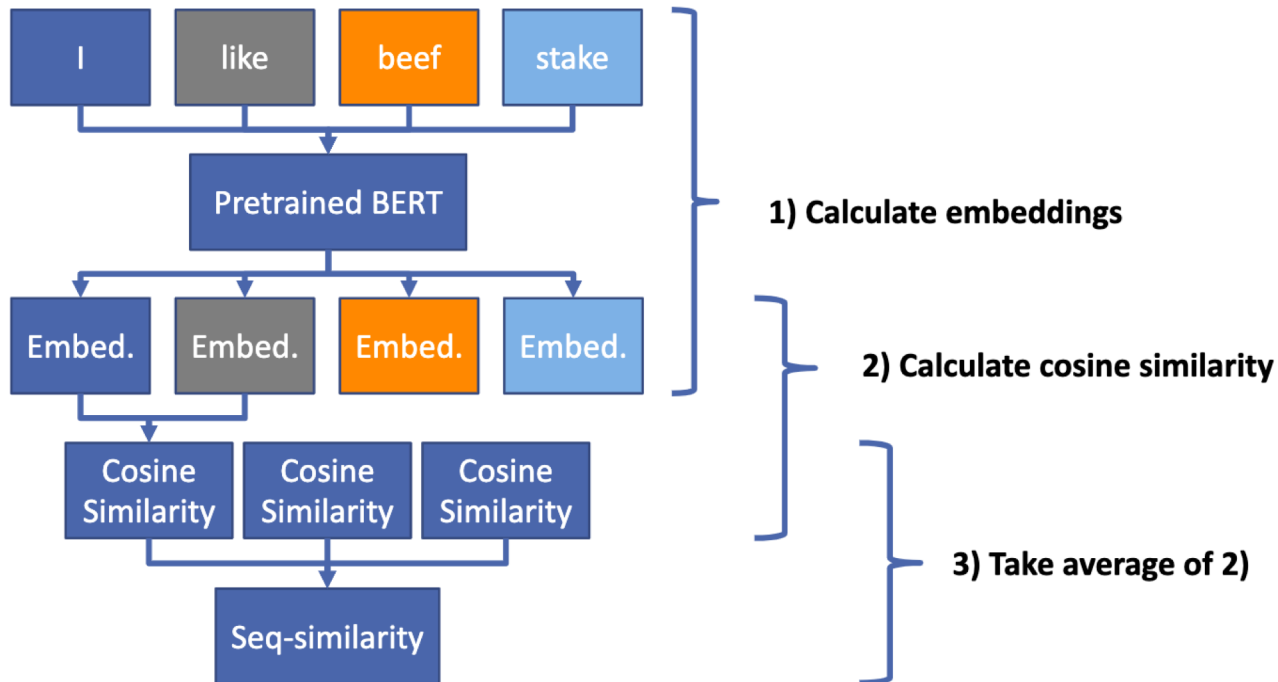 I
like
beef
stake
Pretrained BERT
1) Calculate embeddings
Embed.
Embed.
Embed.
Embed.
2) Calculate cosine similarity
Cosine
Similarity
Cosine
Similarity
Cosine
Similarity
3) Take average of 2)
Seq-similarity